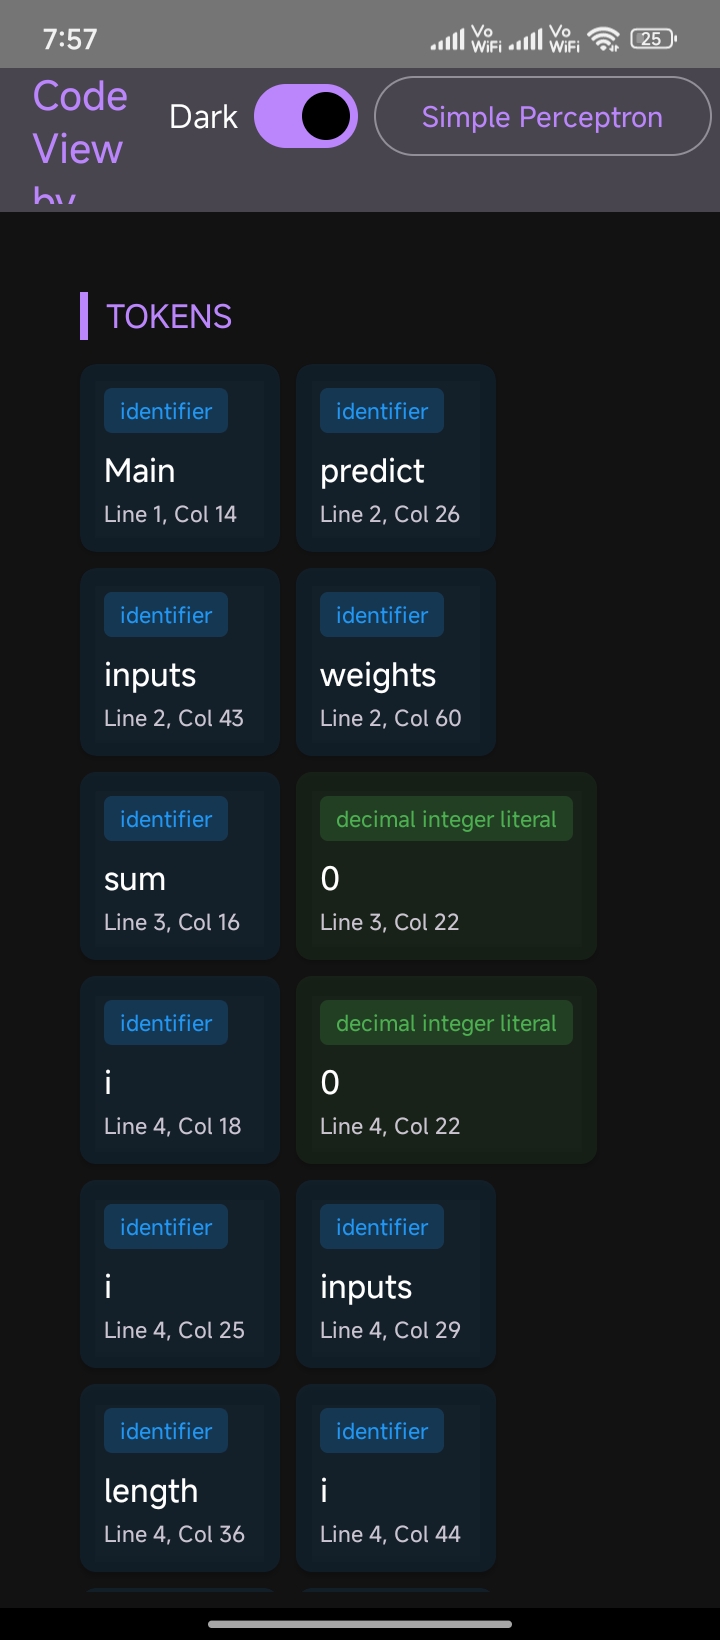 7:57
Vo WiFi
Vo WiFi
25
Code
View
by
Dark
Simple Perceptron
TOKENS
identifier
Main
Line 1, Col 14
identifier
predict
Line 2, Col 26
identifier
inputs
Line 2, Col 43
identifier
weights
Line 2, Col 60
identifier
sum
Line 3, Col 16
decimal integer literal
0
Line 3, Col 22
identifier
i
Line 4, Col 18
decimal integer literal
0
Line 4, Col 22
identifier
i
Line 4, Col 25
identifier
inputs
Line 4, Col 29
identifier
length
Line 4, Col 36
identifier
i
Line 4, Col 44